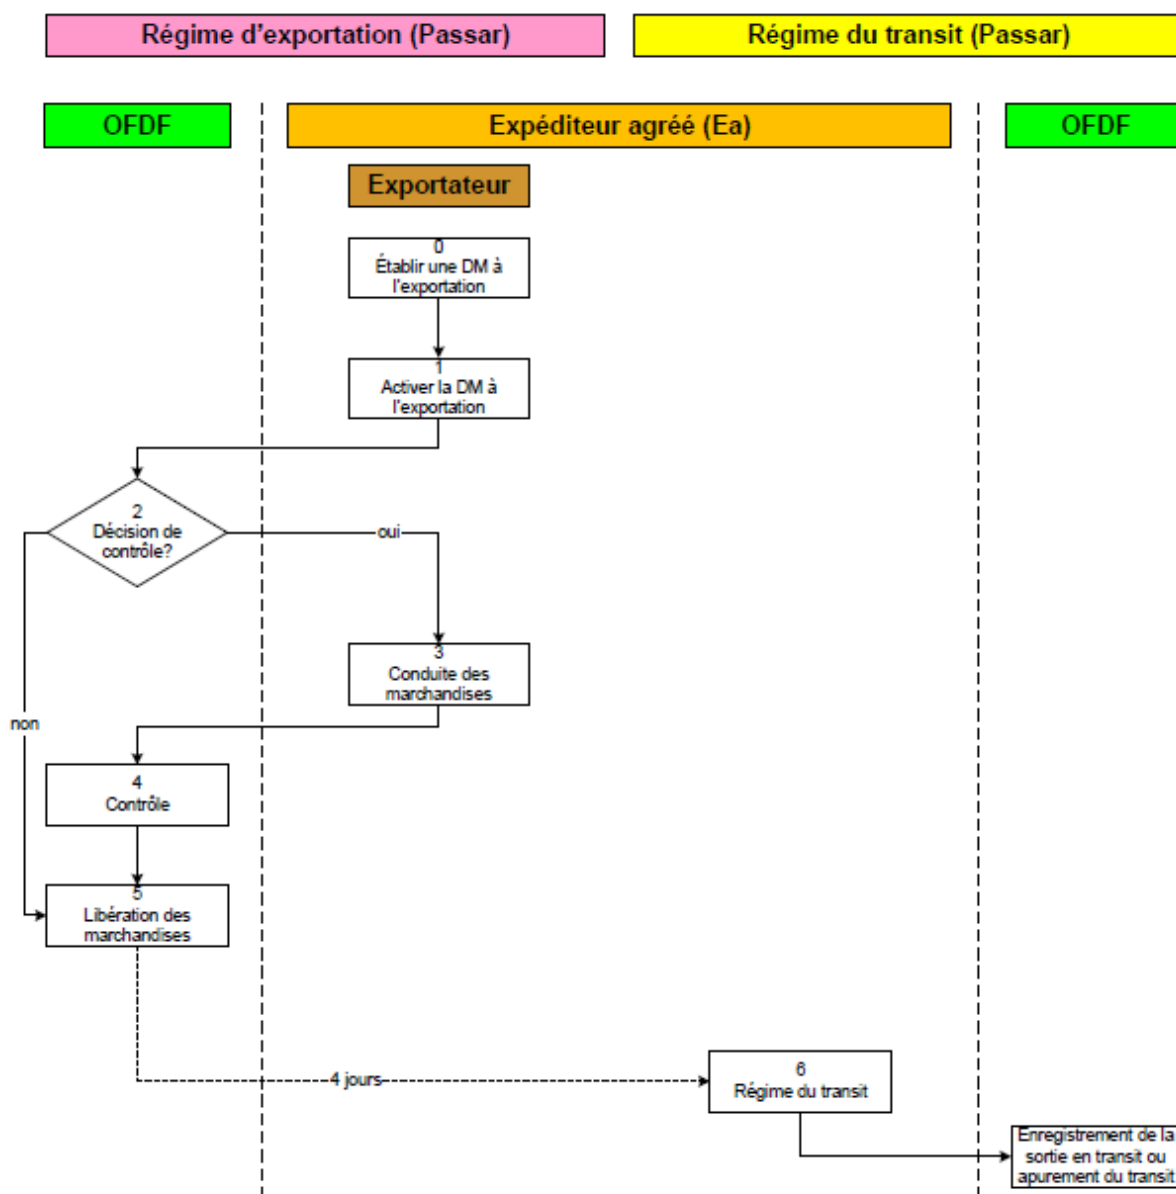 Régime d'exportation (Passar)
Régime du transit (Passar)
OFDF
Expéditeur agréé (Ea)
OFDF
Exportateur
0
Établir une DM à
l'exportation
1
Activer la DM à
l'exportation
2
Décision de
contrôle?
oui
3
Conduite des
marchandises
non
4
Contrôle
5
Libération des
marchandises
4 jours
6
Régime du transit
Enregistrement de la
sortie en transit ou
apurement du transit